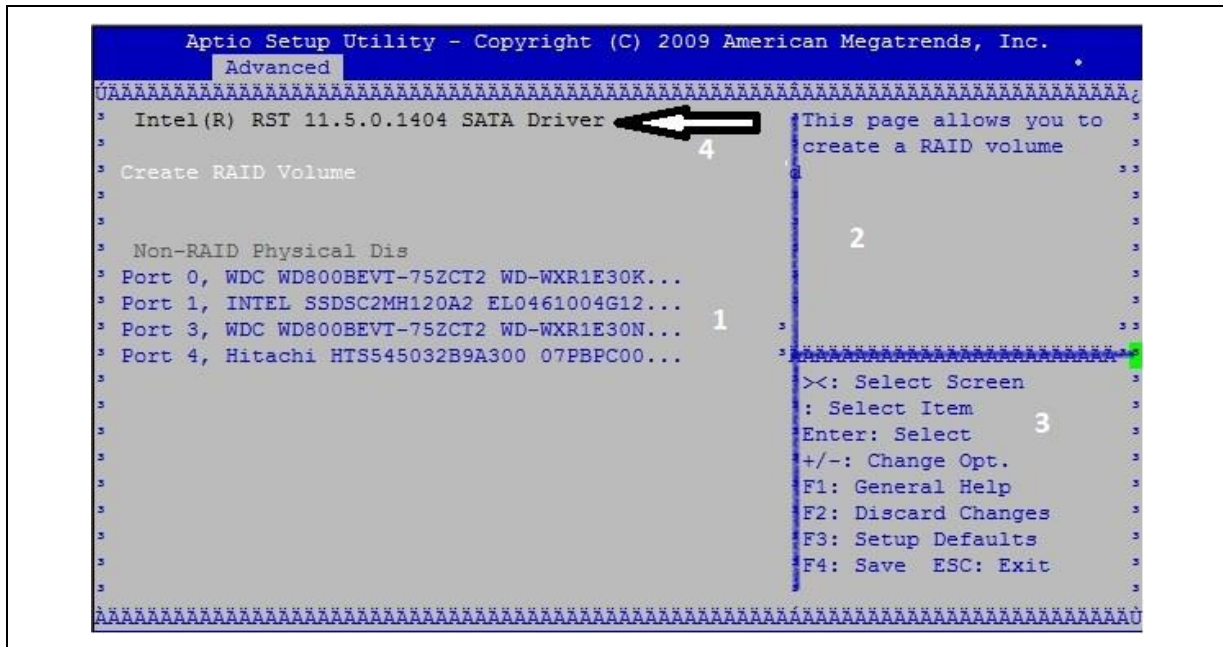 Aptio Setup Utility - Copyright (C) 2009 American Megatrends, Inc.
Advanced
Intel(R) RST 11.5.0.1404 SATA Driver
4
Create RAID Volume
Non-RAID Physical Dis
Port 0, WDC WD800BEVT-75ZCT2 WD-WXR1E30K...
Port 1, INTEL SSDSC2MH120A2 EL0461004G12...
Port 3, WDC WD800BEVT-75ZCT2 WD-WXR1E30N...
Port 4, Hitachi HTS545032B9A300 07PBPC00...
1
This page allows you to
create a RAID volume
2
><: Select Screen
: Select Item
Enter: Select
+/-: Change Opt.
F1: General Help
F2: Discard Changes
F3: Setup Defaults
F4: Save  ESC: Exit
3